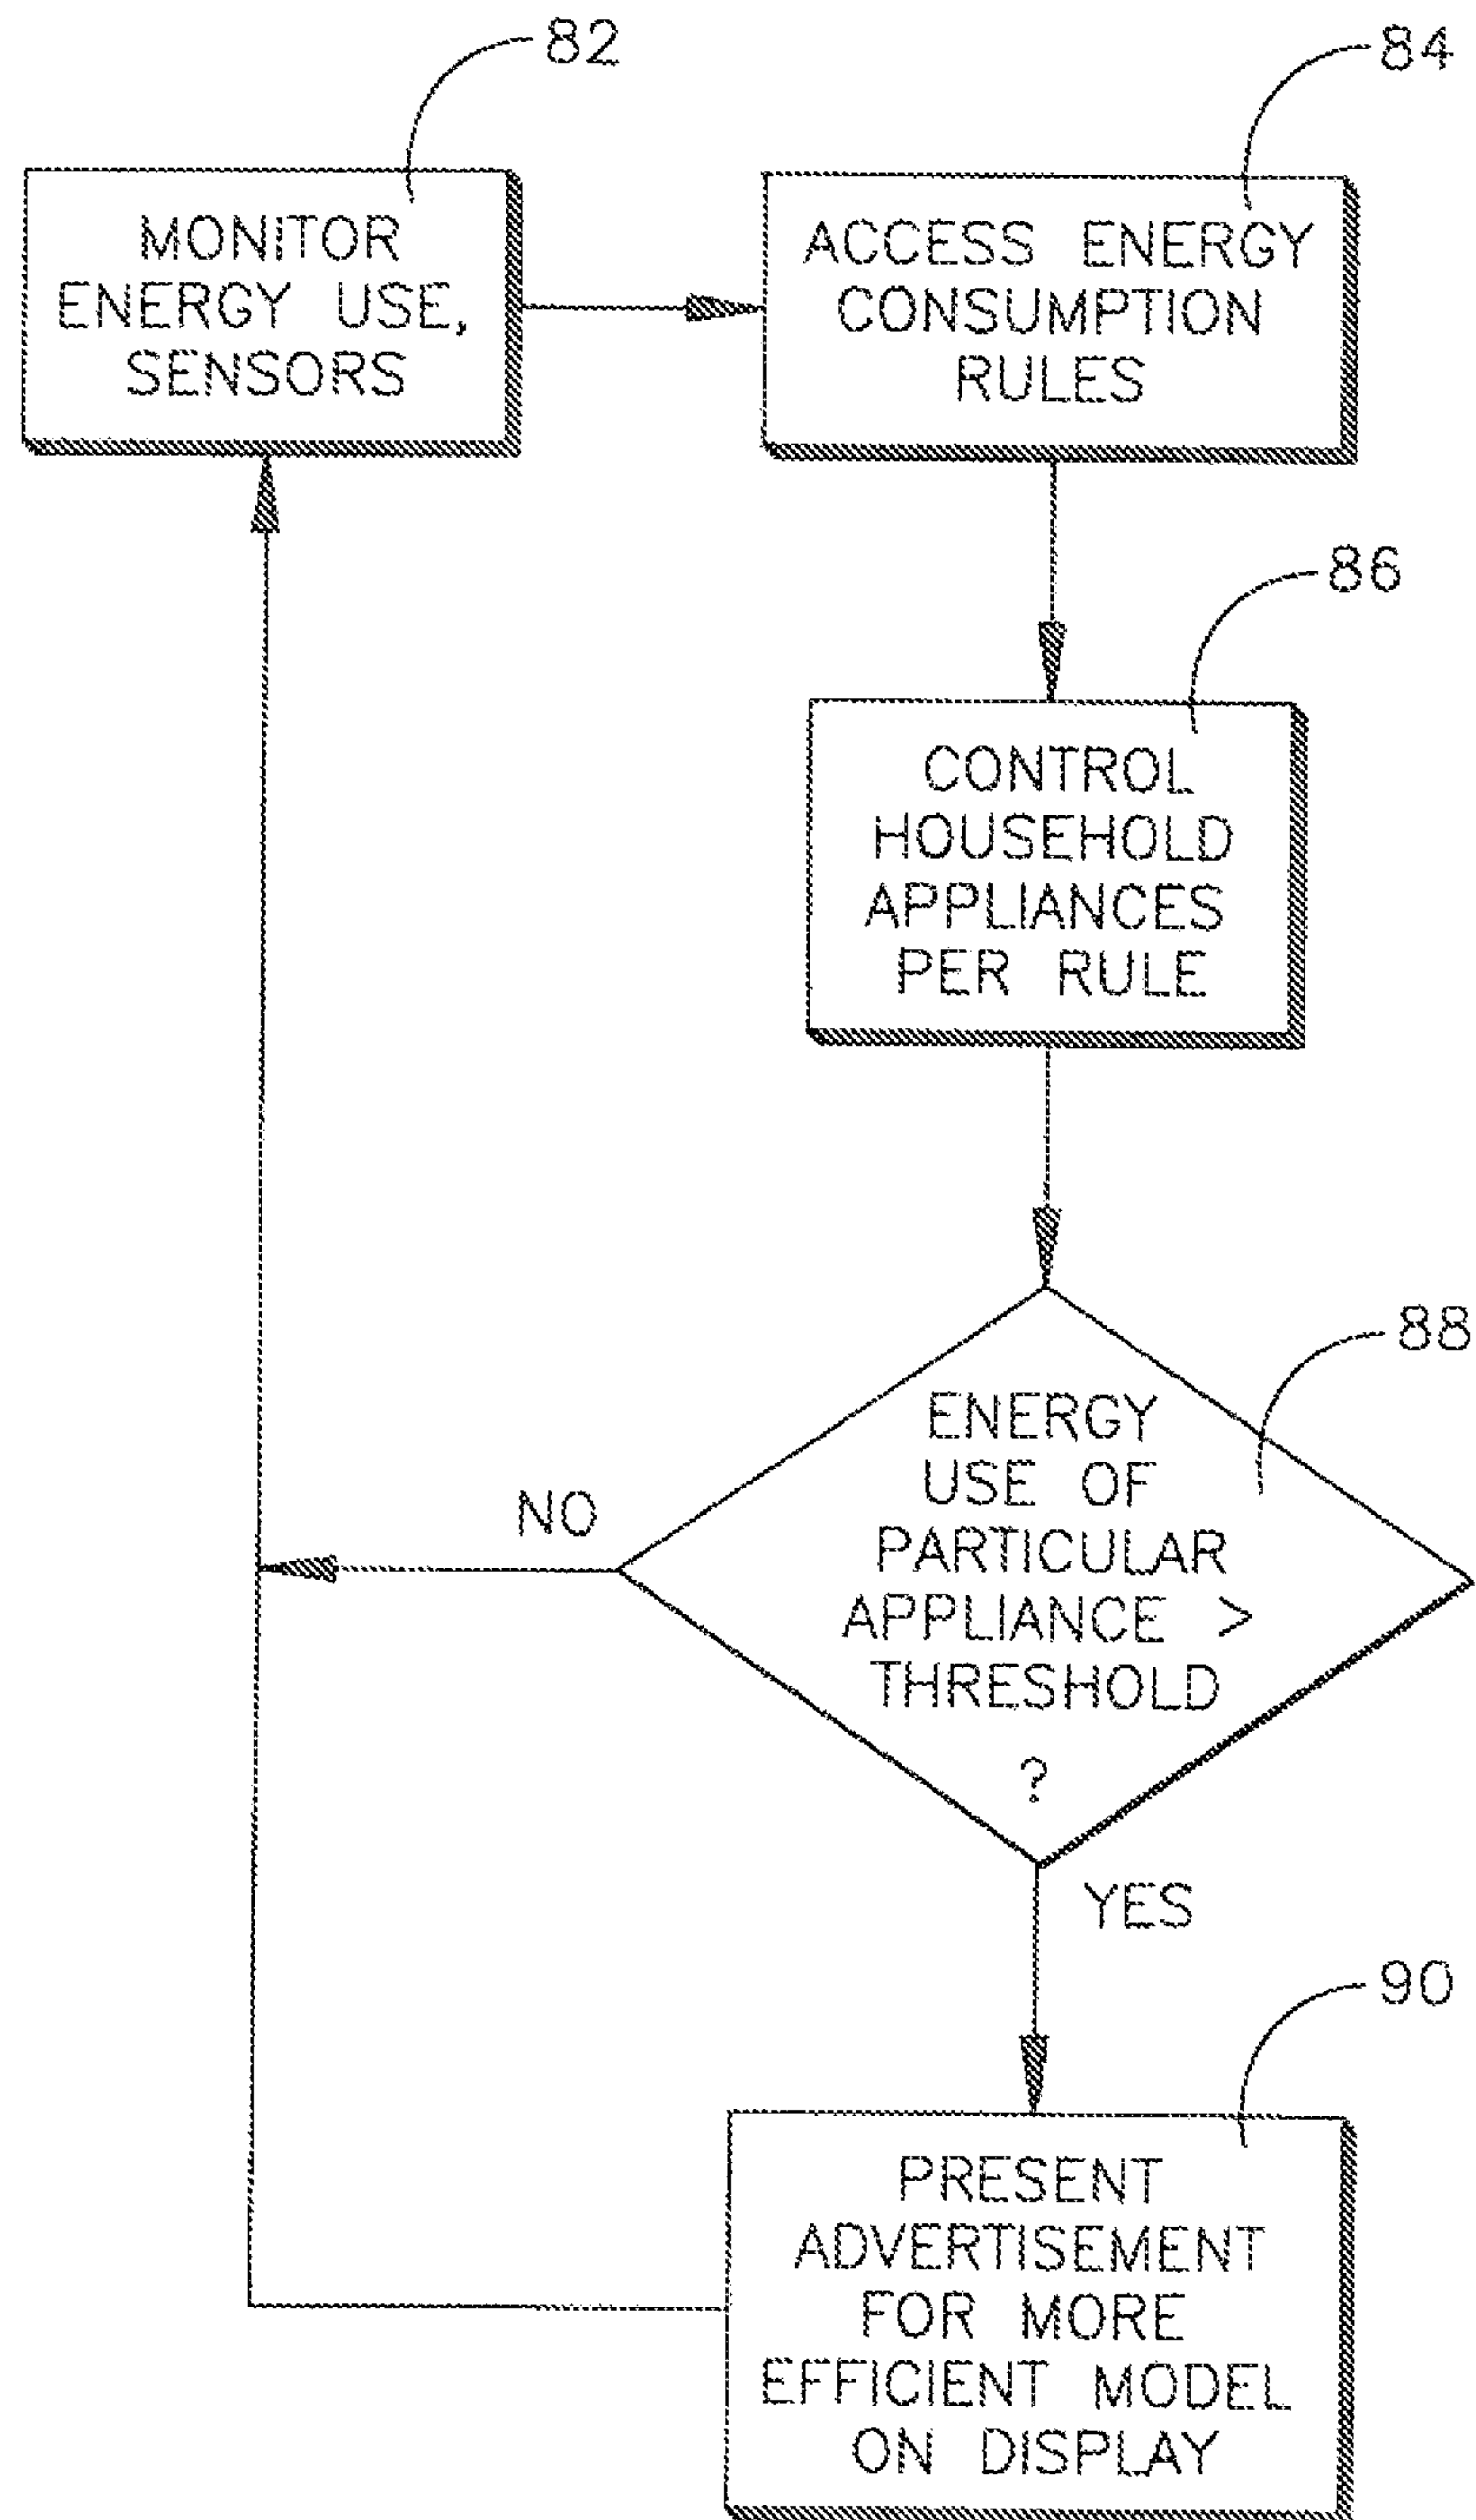 82
MONITOR
ENERGY USE,
SENSORS
84
ACCESS ENERGY
CONSUMPTION
RULES
86
CONTROL
HOUSEHOLD
APPLIANCES
PER RULE
88
ENERGY
USE OF
PARTICULAR
APPLIANCE >
THRESHOLD
?
NO
YES
90
PRESENT
ADVERTISEMENT
FOR MORE
EFFICIENT MODEL
ON DISPLAY